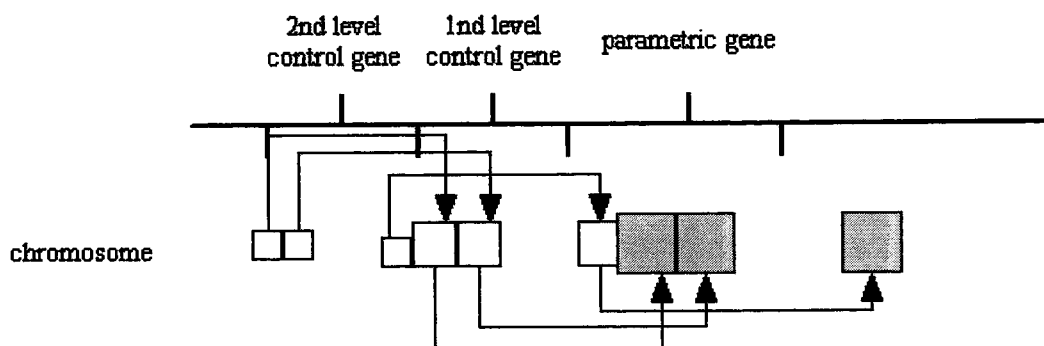 2nd level
control gene
1nd level
control gene
parametric gene
chromosome